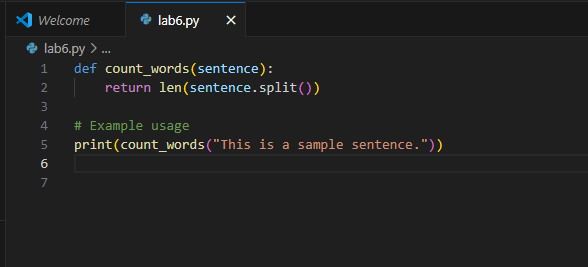 Welcome lab6.py ×
lab6.py > ...
1 def count_words(sentence):
2     return len(sentence.split())
3
4 # Example usage
5 print(count_words("This is a sample sentence."))
6
7